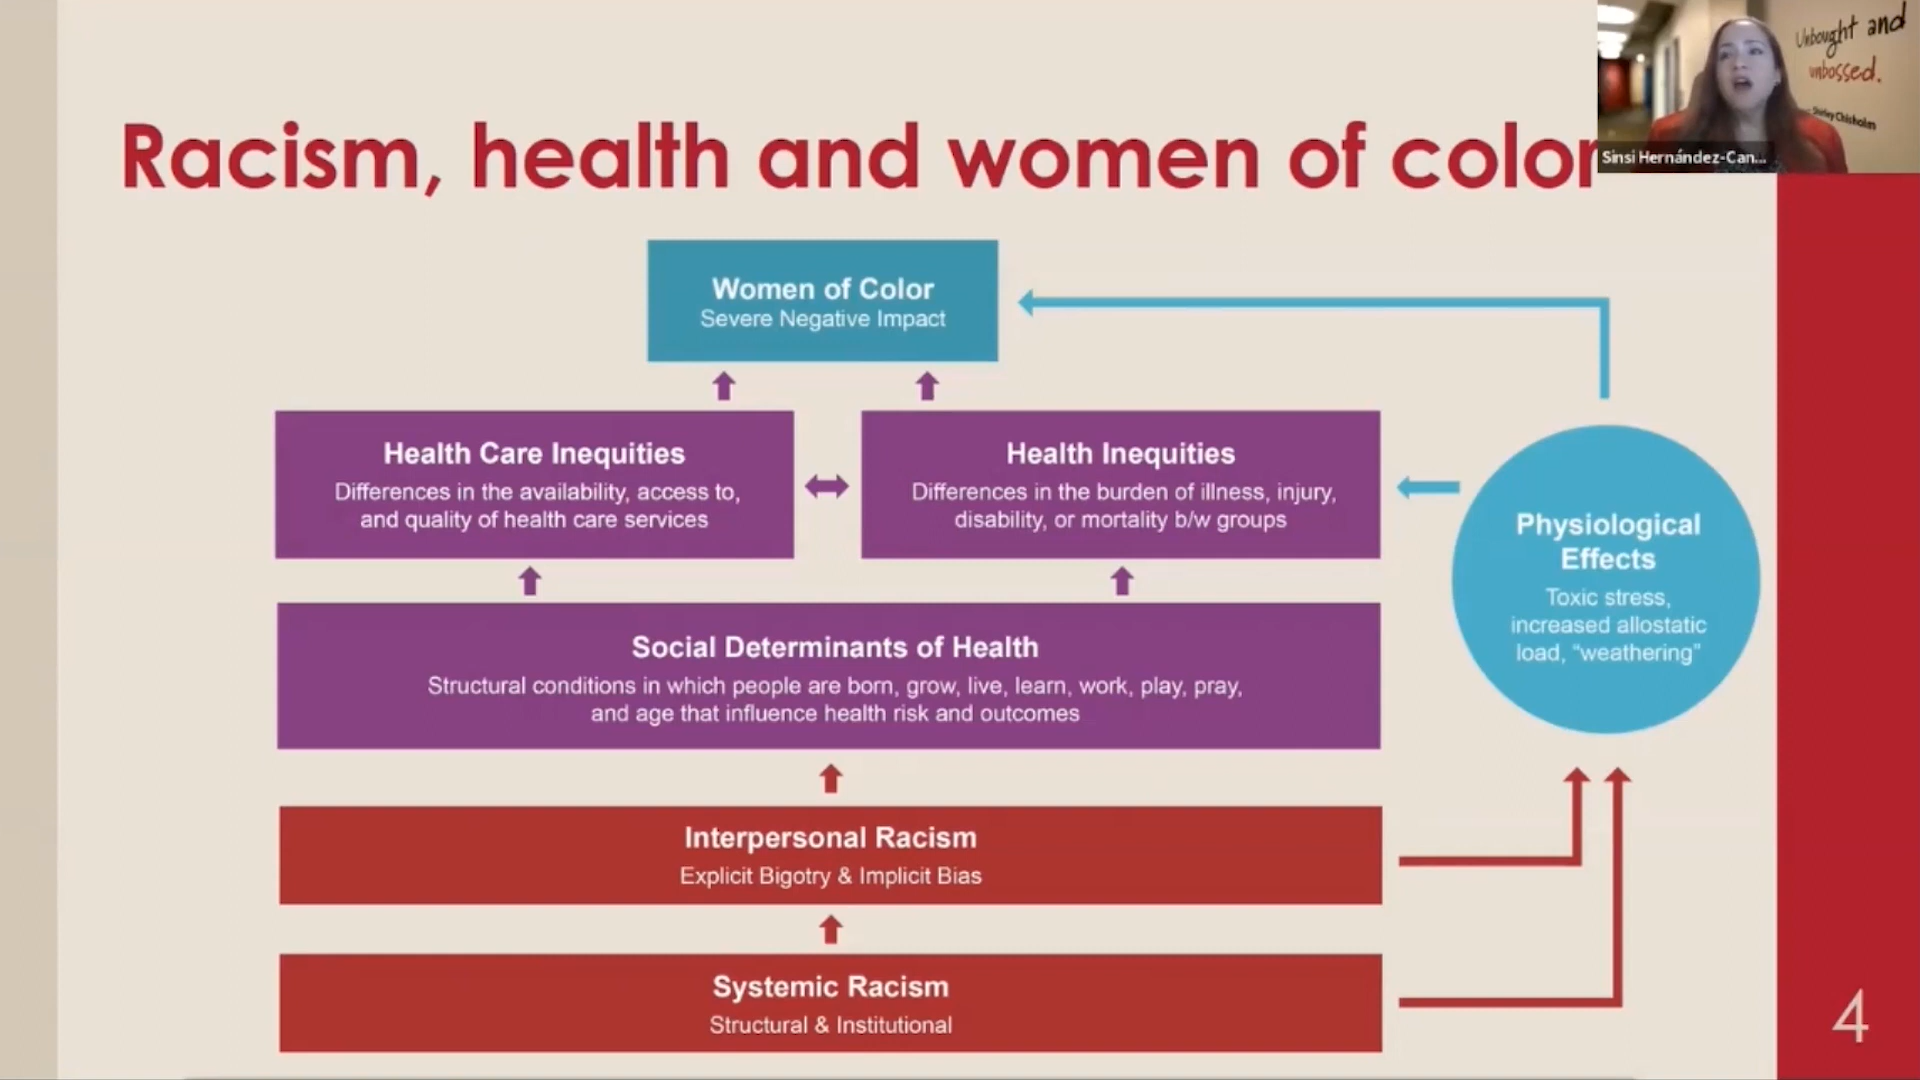 Racism, health and women of color
Unbought and
unbossed.
Shirley Chisholm
Sinsi Hernández-Can...
Women of Color
Severe Negative Impact
Health Care Inequities
Differences in the availability, access to,
and quality of health care services
Health Inequities
Differences in the burden of illness, injury,
disability, or mortality b/w groups
Physiological
Effects
Toxic stress,
increased allostatic
load, “weathering”
Social Determinants of Health
Structural conditions in which people are born, grow, live, learn, work, play, pray,
and age that influence health risk and outcomes
Interpersonal Racism
Explicit Bigotry & Implicit Bias
Systemic Racism
Structural & Institutional
4